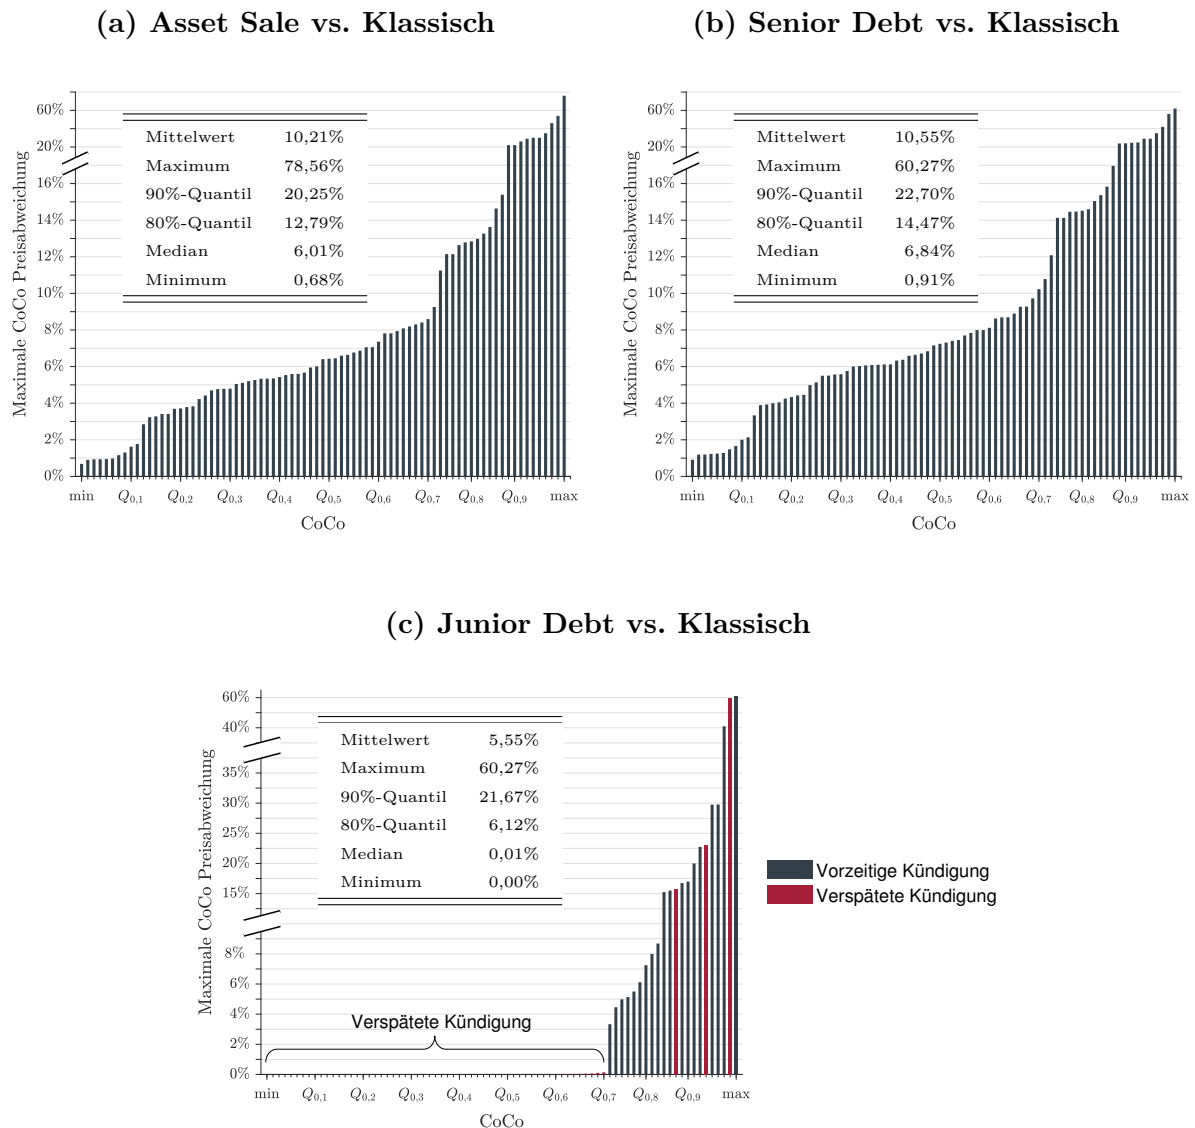 (a) Asset Sale vs. Klassisch
Maximale CoCo Preisabweichung
60%
20%
16%
14%
12%
10%
8%
6%
4%
2%
0%
Mittelwert 10,21%
Maximum 78,56%
90%-Quantil 20,25%
80%-Quantil 12,79%
Median 6,01%
Minimum 0,68%
min Q0,1 Q0,2 Q0,3 Q0,4 Q0,5 Q0,6 Q0,7 Q0,8 Q0,9 max
CoCo
(b) Senior Debt vs. Klassisch
Maximale CoCo Preisabweichung
60%
20%
16%
14%
12%
10%
8%
6%
4%
2%
0%
Mittelwert 10,55%
Maximum 60,27%
90%-Quantil 22,70%
80%-Quantil 14,47%
Median 6,84%
Minimum 0,91%
min Q0,1 Q0,2 Q0,3 Q0,4 Q0,5 Q0,6 Q0,7 Q0,8 Q0,9 max
CoCo
(c) Junior Debt vs. Klassisch
Maximale CoCo Preisabweichung
60%
40%
35%
30%
25%
20%
15%
8%
6%
4%
2%
0%
Mittelwert 5,55%
Maximum 60,27%
90%-Quantil 21,67%
80%-Quantil 6,12%
Median 0,01%
Minimum 0,00%
Verspätete Kündigung
min Q0,1 Q0,2 Q0,3 Q0,4 Q0,5 Q0,6 Q0,7 Q0,8 Q0,9 max
CoCo
Vorzeitige Kündigung
Verspätete Kündigung